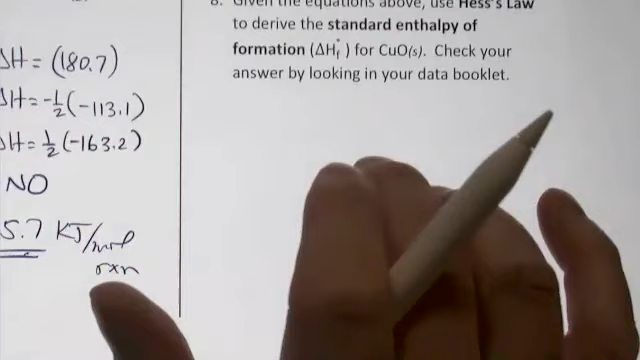 8. Given the equations above, use Hess's Law
to derive the standard enthalpy of
formation (ΔH°f) for CuO(s). Check your
answer by looking in your data booklet.
ΔH = (180.7)
ΔH = -1/2(-113.1)
ΔH = 1/2(-163.2)
NO
5.7 KJ/mol
rxn